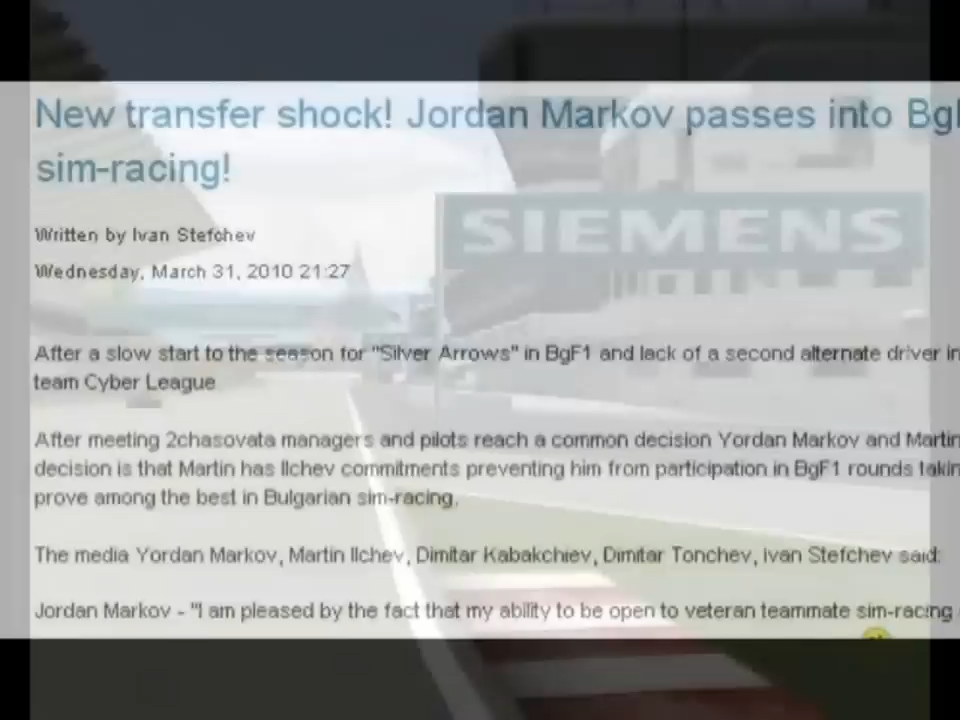 New transfer shock! Jordan Markov passes into Bg
sim-racing!
SIEMENS
Written by Ivan Stefchev
Wednesday, March 31, 2010 21:27
After a slow start to the season for "Silver Arrows" in BgF1 and lack of a second alternate driver in
team Cyber League
After meeting 2chasovata managers and pilots reach a common decision Yordan Markov and Martin
decision is that Martin has Ilchev commitments preventing him from participation in BgF1 rounds takin
prove among the best in Bulgarian sim-racing.
The media Yordan Markov, Martin Ilchev, Dimitar Kabakchiev, Dimitar Tonchev, Ivan Stefchev said:
Jordan Markov - "I am pleased by the fact that my ability to be open to veteran teammate sim-racing